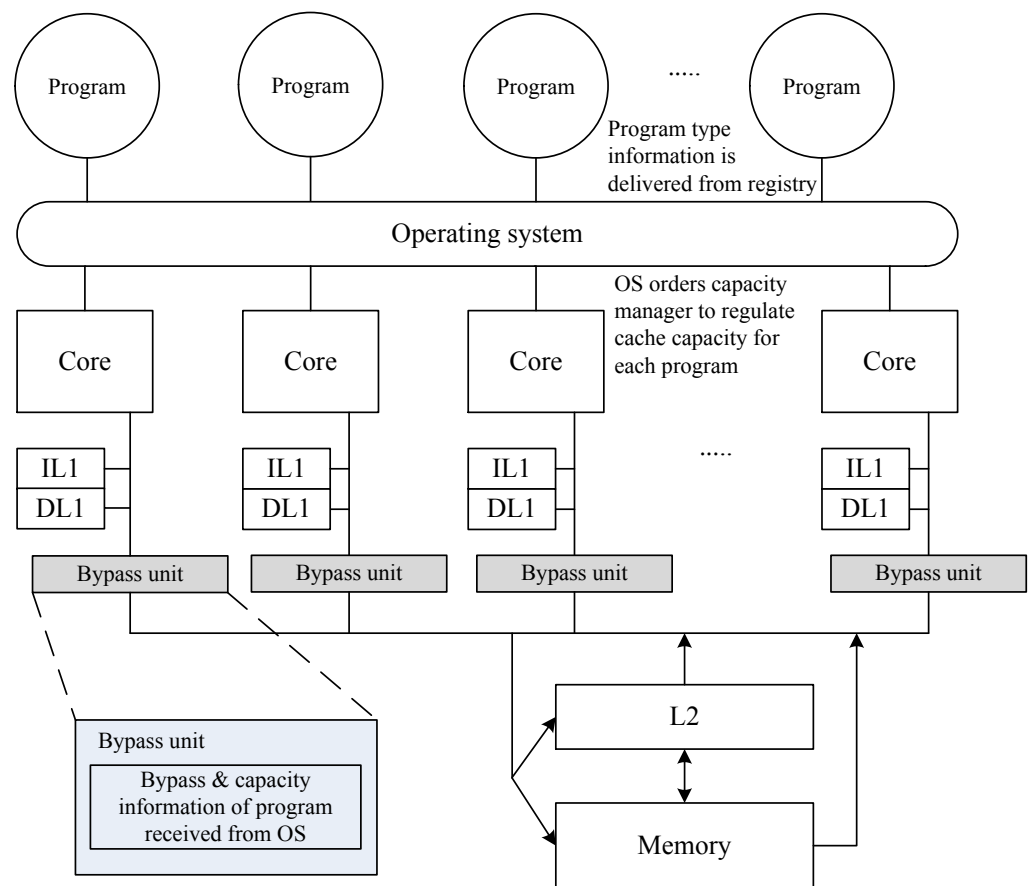 Program
Program
Program
.....
Program
Program type
information is
delivered from registry
Operating system
OS orders capacity
manager to regulate
cache capacity for
each program
Core
Core
Core
Core
IL1
DL1
IL1
DL1
IL1
DL1
.....
IL1
DL1
Bypass unit
Bypass unit
Bypass unit
Bypass unit
L2
Bypass unit
Bypass & capacity
information of program
received from OS
Memory